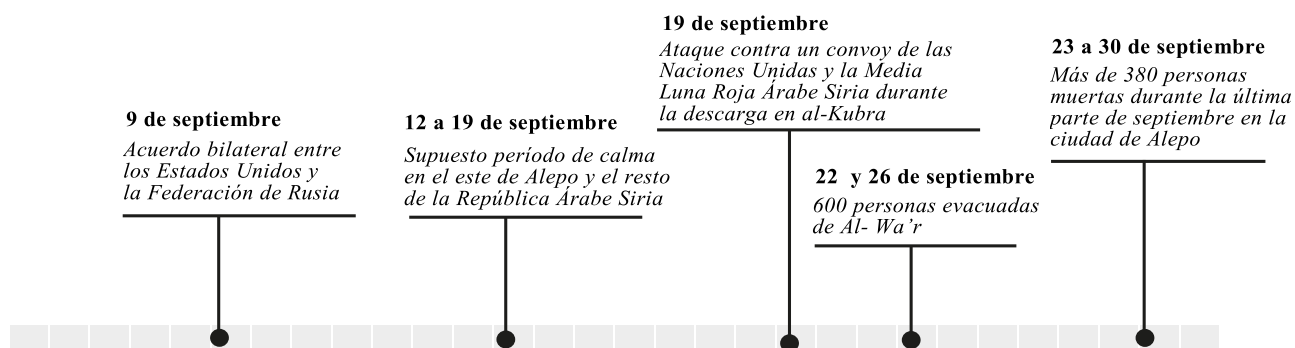 9 de septiembre
Acuerdo bilateral entre
los Estados Unidos y
la Federación de Rusia
12 a 19 de septiembre
Supuesto período de calma
en el este de Alepo y el resto
de la República Árabe Siria
19 de septiembre
Ataque contra un convoy de las
Naciones Unidas y la Media
Luna Roja Árabe Siria durante
la descarga en al-Kubra
22 y 26 de septiembre
600 personas evacuadas
de Al- Wa’r
23 a 30 de septiembre
Más de 380 personas
muertas durante la última
parte de septiembre en la
ciudad de Alepo